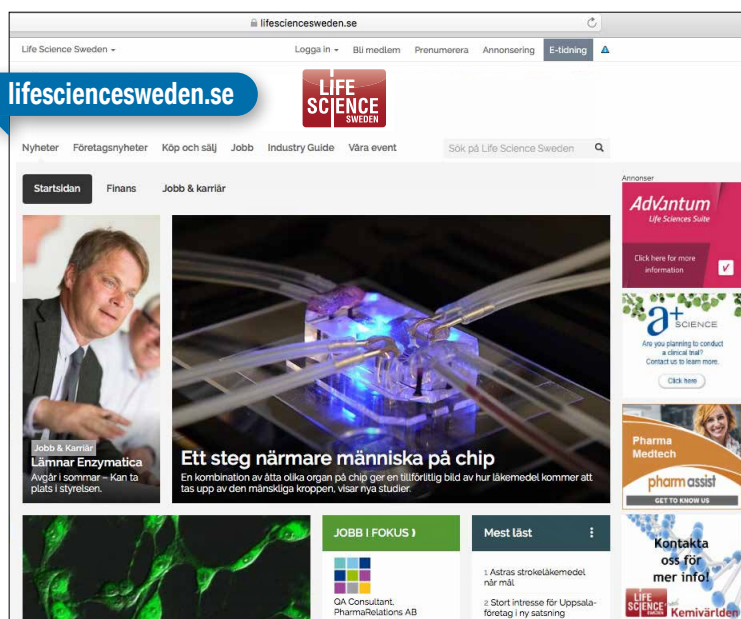 lifesciencesweden.se
Life Science Sweden
Logga in Bli medlem Prenumerera Annonsering E-tidning
lifesciencesweden.se
LIFE
SCIENCE
SWEDEN
Nyheter Företagsnyheter Köp och sälj Jobb Industry Guide Våra event Sök på Life Science Sweden
Startsidan Finans Jobb & karriär
Jobb & Karriär
Lämnar Enzymatica
Avgår i sommar – Kan ta
plats i styrelsen.
Ett steg närmare människa på chip
En kombination av åtta olika organ på chip ger en tillförlitlig bild av hur läkemedel kommer att
tas upp av den mänskliga kroppen, visar nya studier.
JOBB I FOKUS
QA Consultant,
PharmaRelations AB
Mest läst
1 Astras strokeläkemedel
når mål
2 Stort intresse för Uppsala-
företag i ny satsning
Annonser
Advantum
Life Sciences Suite
Click here for more
information
a+
SCIENCE
Are you planning to conduct
a clinical trial?
Contact us to learn more.
Click here
Pharma
Medtech
pharm assist
GET TO KNOW US
Kontakta
oss för
mer info!
LIFE
SCIENCE
Kemivärlden